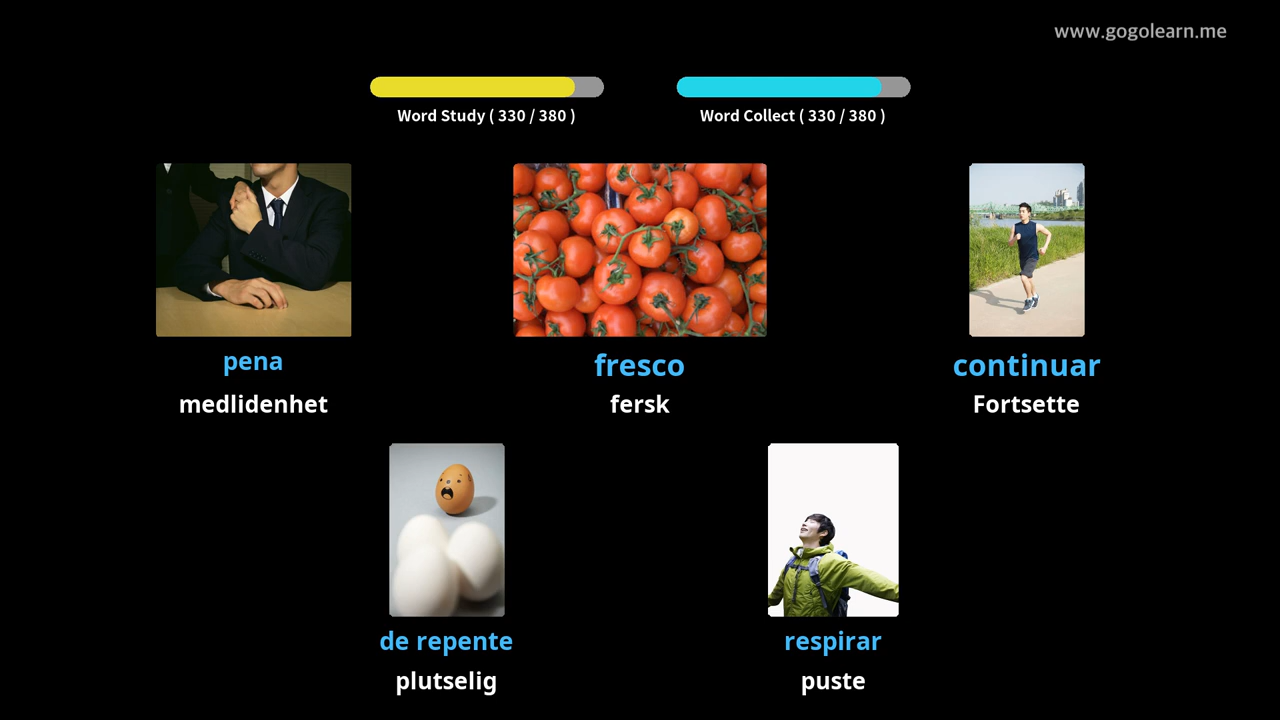 www.gogolearn.me
Word Study ( 330 / 380 )
Word Collect ( 330 / 380 )
pena
medlidenhet
fresco
fersk
continuar
Fortsette
de repente
plutselig
respirar
puste